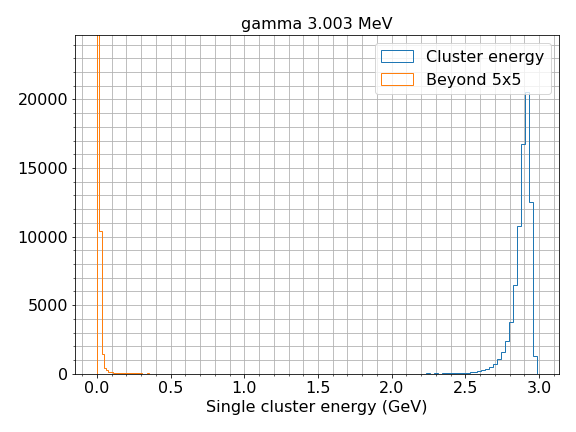 gamma 3.003 MeV
Cluster energy
Beyond 5x5
20000
15000
10000
5000
0
0.0 0.5 1.0 1.5 2.0 2.5 3.0
Single cluster energy (GeV)